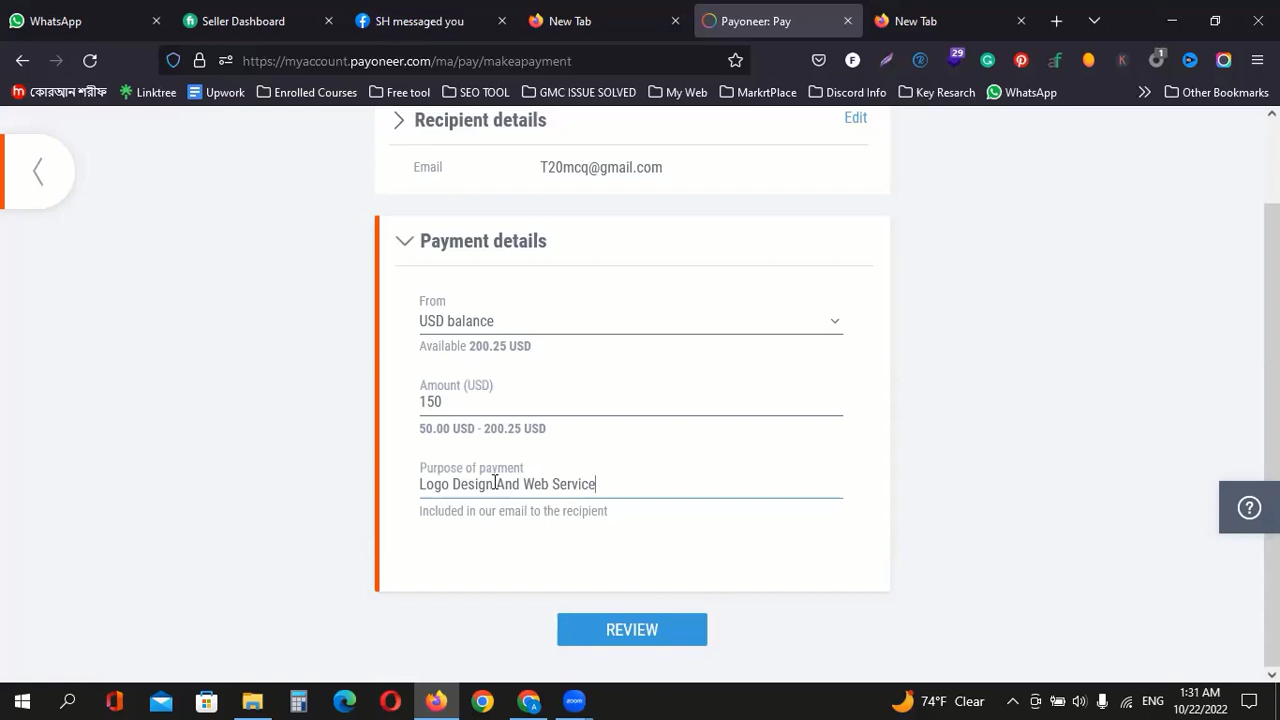 WhatsApp
Seller Dashboard
SH messaged you
New Tab
Payoneer: Pay
New Tab
https://myaccount.payoneer.com/ma/pay/makeapayment
29
1
কোরআন শরীফ
Linktree
Upwork
Enrolled Courses
Free tool
SEO TOOL
GMC ISSUE SOLVED
My Web
MarkrtPlace
Discord Info
Key Resarch
WhatsApp
Other Bookmarks
Recipient details
Edit
Email
T20mcq@gmail.com
Payment details
From
USD balance
Available 200.25 USD
Amount (USD)
150
50.00 USD - 200.25 USD
Purpose of payment
Logo Design And Web Service
Included in our email to the recipient
REVIEW
74°F Clear
ENG
1:31 AM
10/22/2022